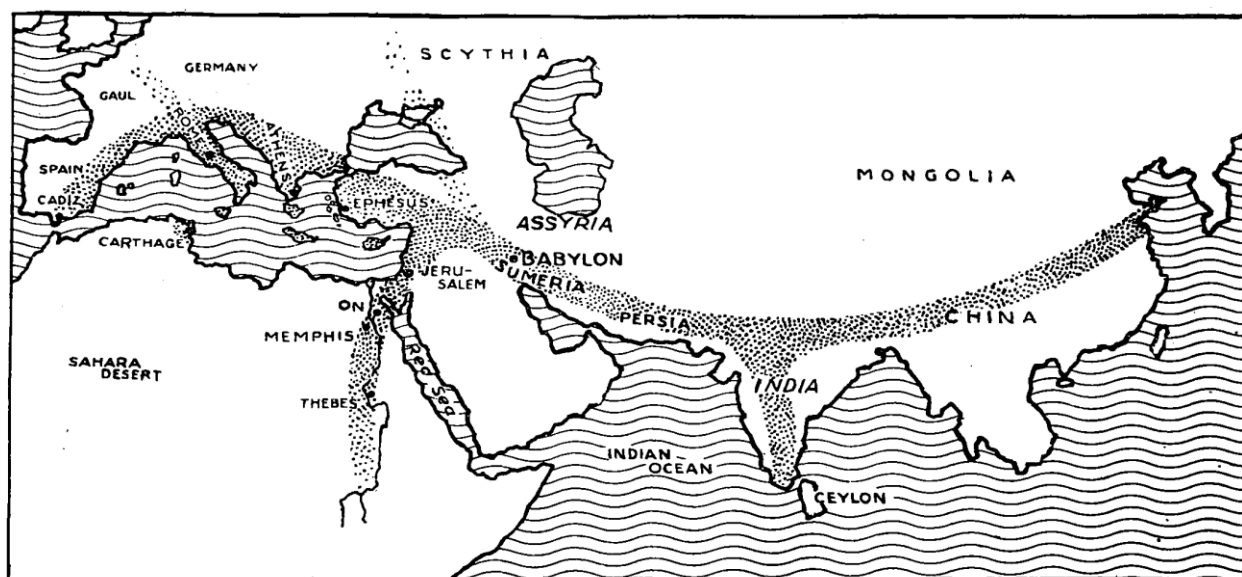 SCYTHIA
GERMANY
GAUL
ROME
ATHENS
SPAIN
CADIZ
MONGOLIA
EPHESUS
ASSYRIA
CARTHAGE
BABYLON
SUMERIA
JERU-
SALEM
ON
PERSIA
CHINA
MEMPHIS
SAHARA
DESERT
Red Sea
INDIA
THEBES
INDIAN-
OCEAN
CEYLON